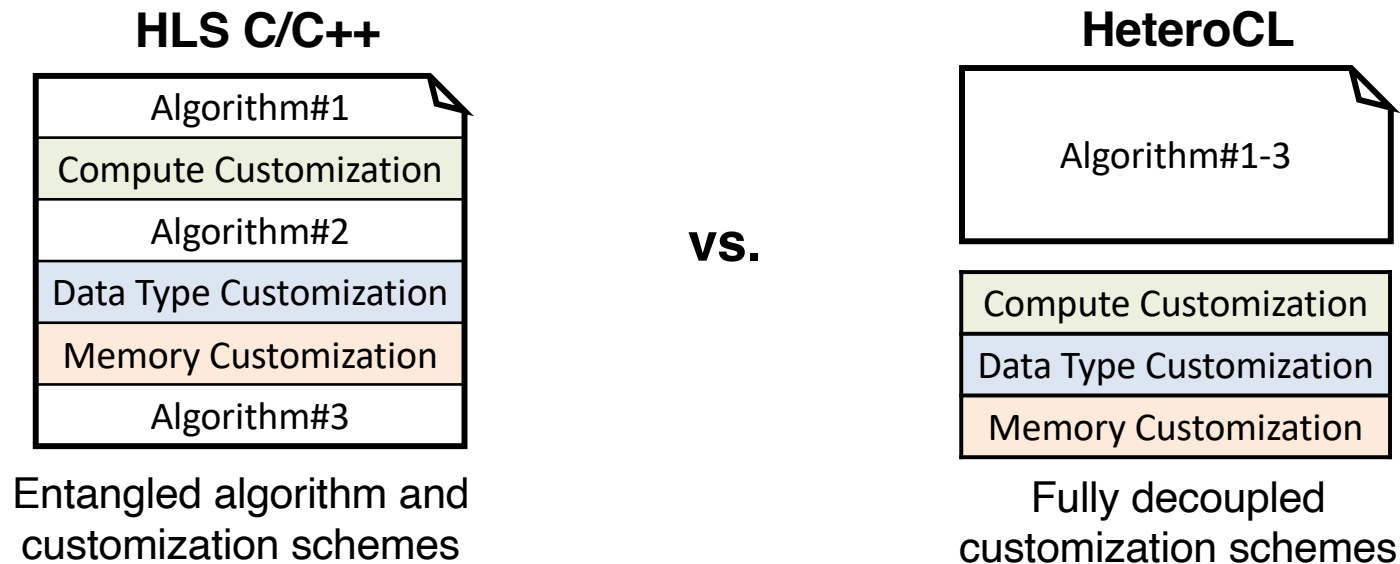 HLS C/C++
Algorithm#1
Compute Customization
Algorithm#2
Data Type Customization
Memory Customization
Algorithm#3
Entangled algorithm and
customization schemes
vs.
HeteroCL
Algorithm#1-3
Compute Customization
Data Type Customization
Memory Customization
Fully decoupled
customization schemes